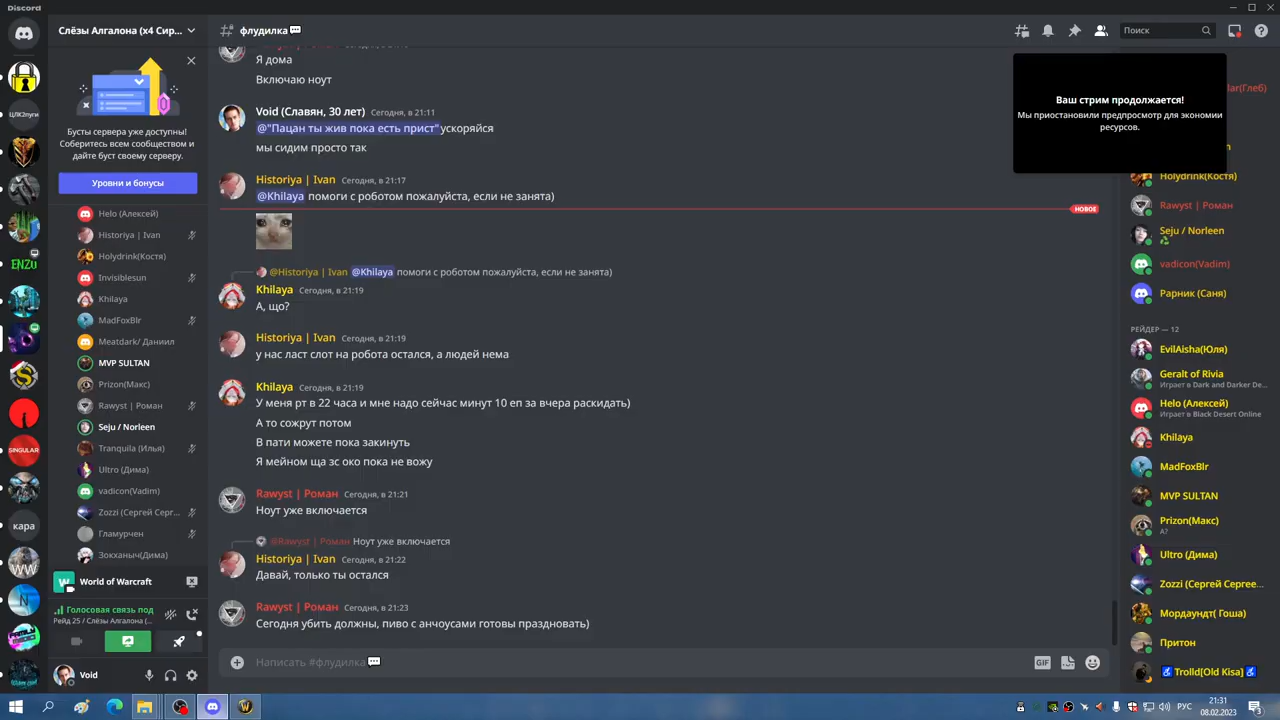 Discord
Слёзы Алгалона (x4 Сир...
флудилка
Поиск
Бусты сервера уже доступны!
Соберитесь всем сообществом и
дайте буст своему серверу.
Уровни и бонусы
Helo (Алексей)
Historiya | Ivan
Holydrink(Костя)
Invisiblesun
Khilaya
MadFoxBlr
Meatdark/ Даниил
MVP SULTAN
Prizon(Макс)
Rawyst | Роман
Seju / Norleen
Tranquila (Илья)
Ultro (Дима)
vadicon(Vadim)
Zozzi (Сергей Серг...
Гламурчен
Зокханыч(Дима)
World of Warcraft
Голосовая связь под
Рейд 25 / Слёзы Алгалона (...
Void
ЦЛК2пуги
ENZO
SINGULAR
кара
WW
Я дома
Включаю ноут
Void (Славян, 30 лет) Сегодня, в 21:11
@"Пацан ты жив пока есть прист" ускоряйся
мы сидим просто так
Historiya | Ivan Сегодня, в 21:17
@Khilaya помоги с роботом пожалуйста, если не занята)
НОВОЕ
@Historiya | Ivan @Khilaya помоги с роботом пожалуйста, если не занята)
Khilaya Сегодня, в 21:19
А, що?
Historiya | Ivan Сегодня, в 21:19
у нас ласт слот на робота остался, а людей нема
Khilaya Сегодня, в 21:19
У меня рт в 22 часа и мне надо сейчас минут 10 еп за вчера раскидать)
А то сожрут потом
В пати можете пока закинуть
Я мейном ща зс око пока не вожу
Rawyst | Роман Сегодня, в 21:21
Ноут уже включается
@Rawyst | Роман Ноут уже включается
Historiya | Ivan Сегодня, в 21:22
Давай, только ты остался
Rawyst | Роман Сегодня, в 21:23
Сегодня убить должны, пиво с анчоусами готовы праздновать)
Написать #флудилка
GIF
Ваш стрим продолжается!
Мы приостановили предпросмотр для экономии
ресурсов.
lar(Глеб)
Holydrink(Костя)
Rawyst | Роман
Seju / Norleen
vadicon(Vadim)
Рарник (Саня)
РЕЙДЕР — 12
EvilAisha(Юля)
Geralt of Rivia
Играет в Dark and Darker De...
Helo (Алексей)
Играет в Black Desert Online
Khilaya
MadFoxBlr
MVP SULTAN
Prizon(Макс)
А?
Ultro (Дима)
Zozzi (Сергей Сергее...
Мордаундт( Гоша)
Притон
Trolld[Old Kisa]
РУС
21:31
08.02.2023
3